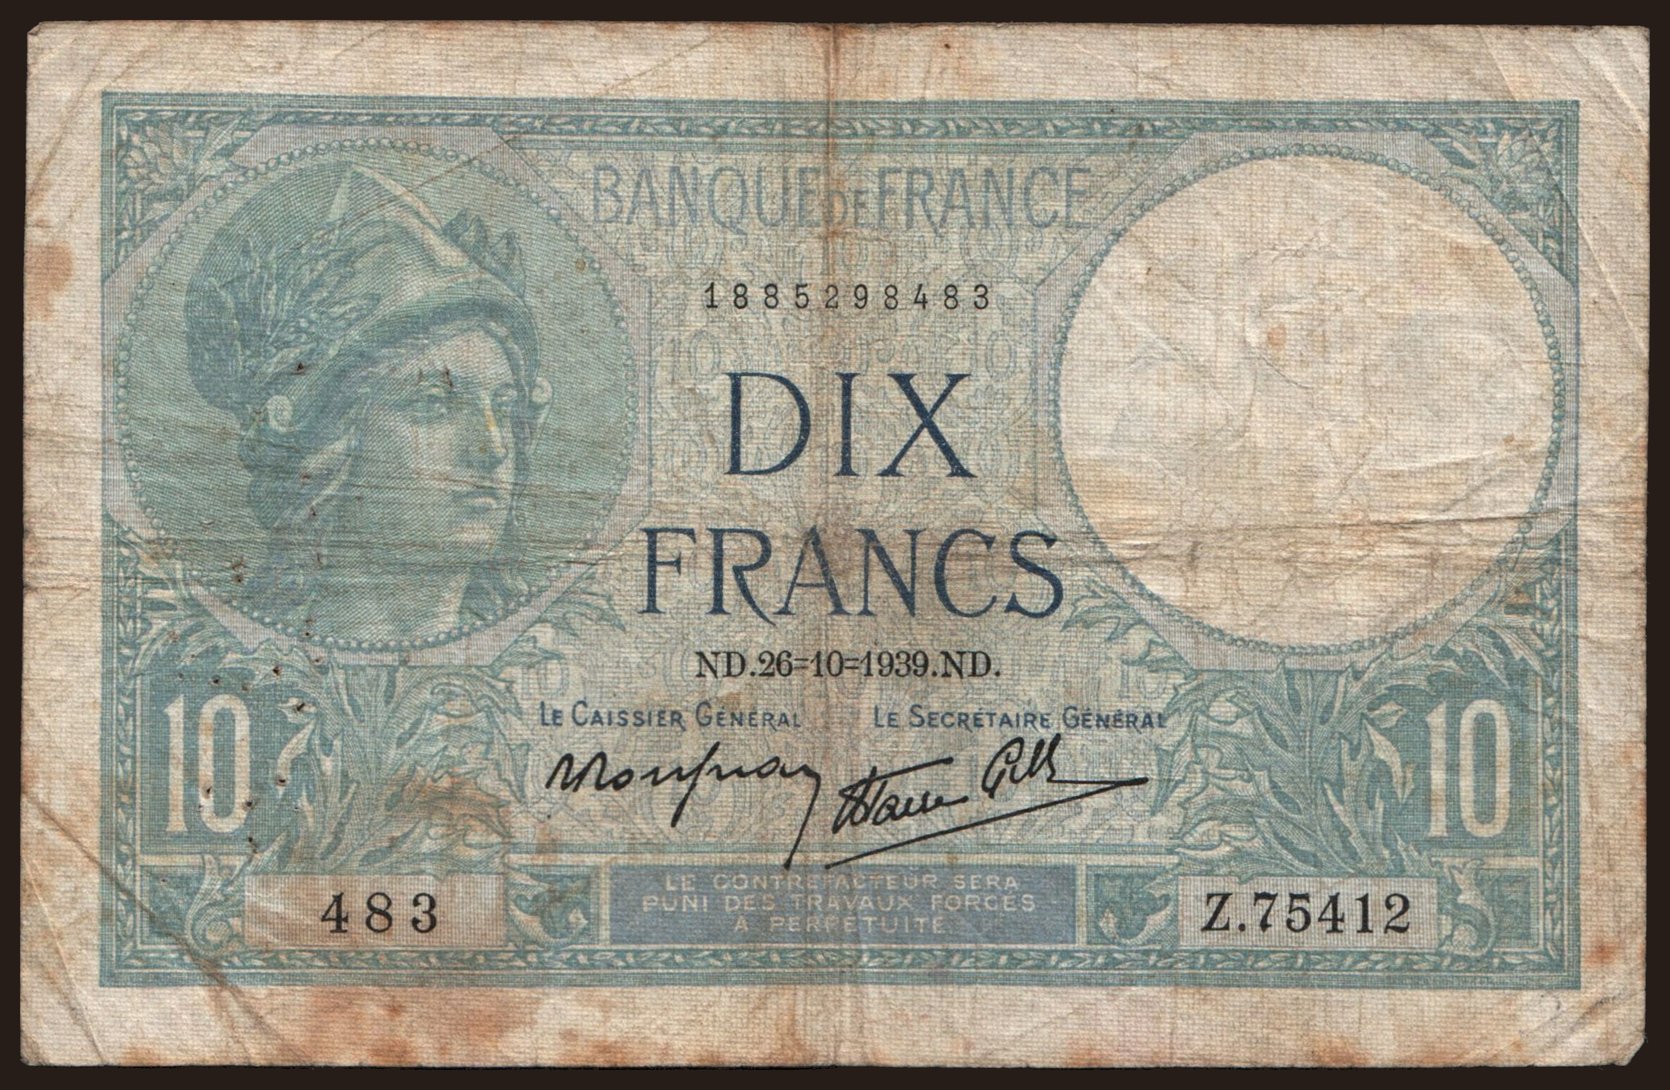 BANQUE DE FRANCE
1885298483
DIX
FRANCS
ND.26=10=1939.ND.
LE CAISSIER GÉNÉRAL LE SECRÉTAIRE GÉNÉRAL
10 10
LE CONTREFACTEUR SERA
PUNI DES TRAVAUX FORCÉS
À PERPÉTUITÉ
483 Z.75412